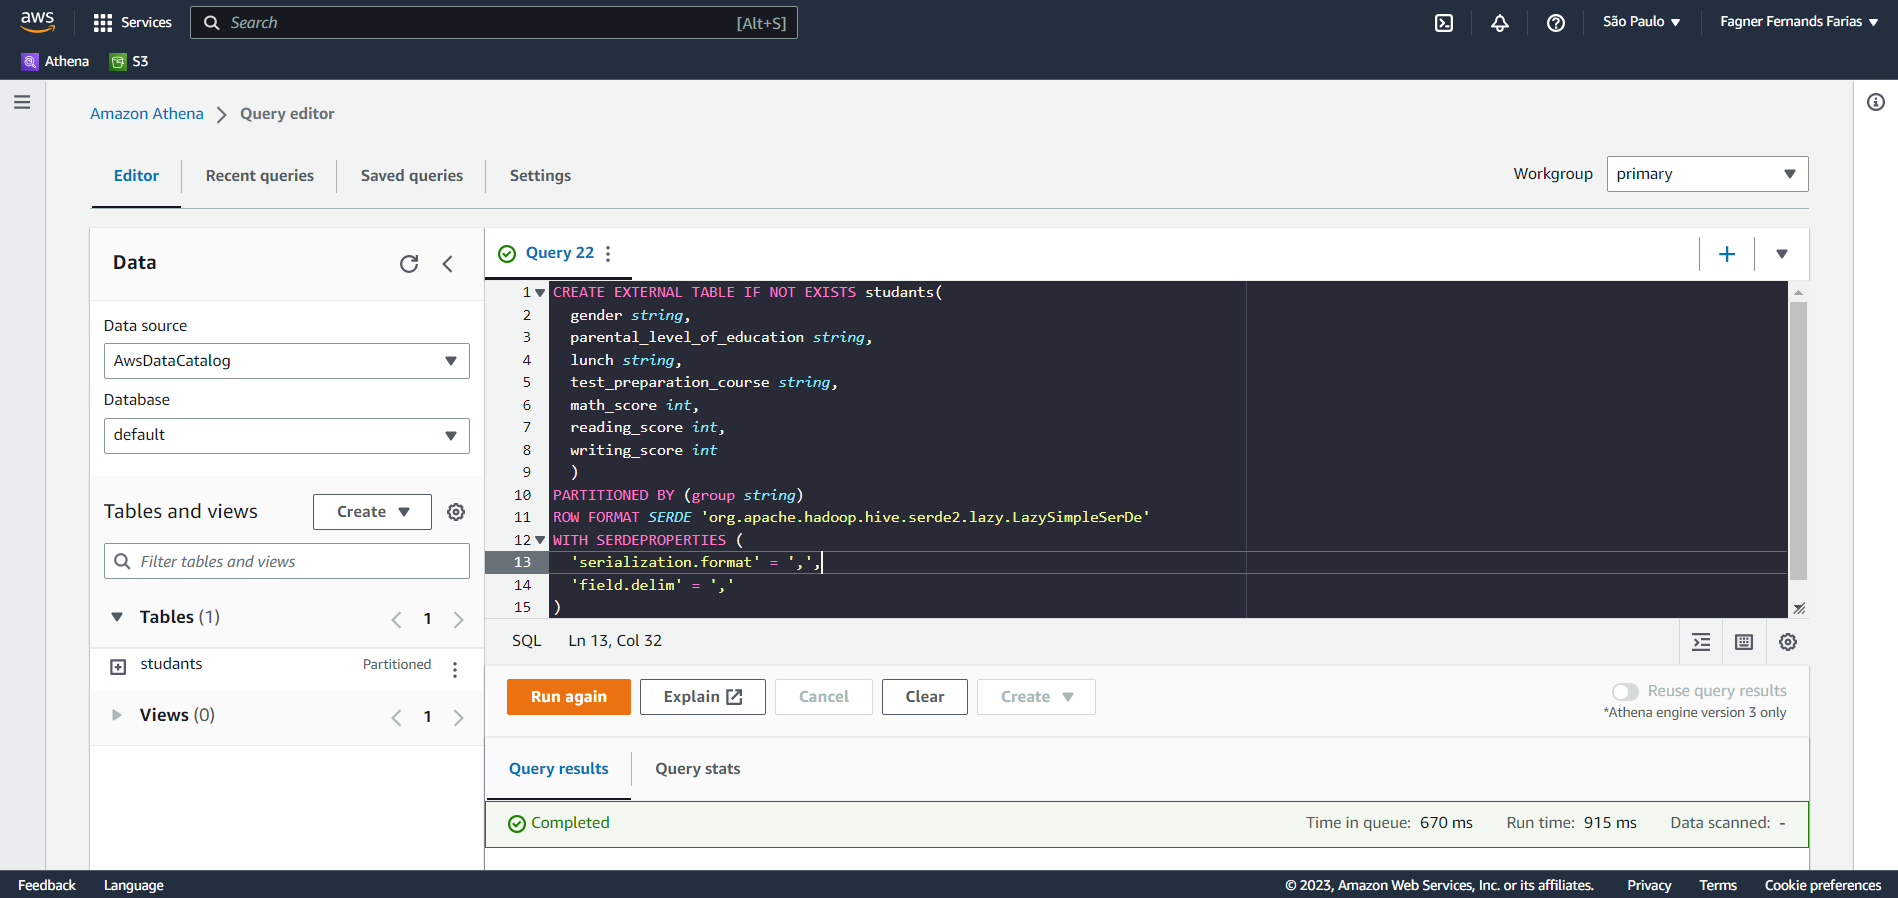 aws
Services
Search
[Alt+S]
São Paulo
Fagner Fernands Farias
Athena
S3
Amazon Athena
Query editor
Editor
Recent queries
Saved queries
Settings
Workgroup
primary
Data
Data source
AwsDataCatalog
Database
default
Tables and views
Create
Filter tables and views
Tables (1)
1
studants
Partitioned
Views (0)
1
Query 22
1 CREATE EXTERNAL TABLE IF NOT EXISTS studants(
2 gender string,
3 parental_level_of_education string,
4 lunch string,
5 test_preparation_course string,
6 math_score int,
7 reading_score int,
8 writing_score int
9 )
10 PARTITIONED BY (group string)
11 ROW FORMAT SERDE 'org.apache.hadoop.hive.serde2.lazy.LazySimpleSerDe'
12 WITH SERDEPROPERTIES (
13 'serialization.format' = ',',
14 'field.delim' = ','
15 )
SQL
Ln 13, Col 32
Run again
Explain
Cancel
Clear
Create
Reuse query results
*Athena engine version 3 only
Query results
Query stats
Completed
Time in queue: 670 ms
Run time: 915 ms
Data scanned: -
Feedback
Language
© 2023, Amazon Web Services, Inc. or its affiliates.
Privacy
Terms
Cookie preferences